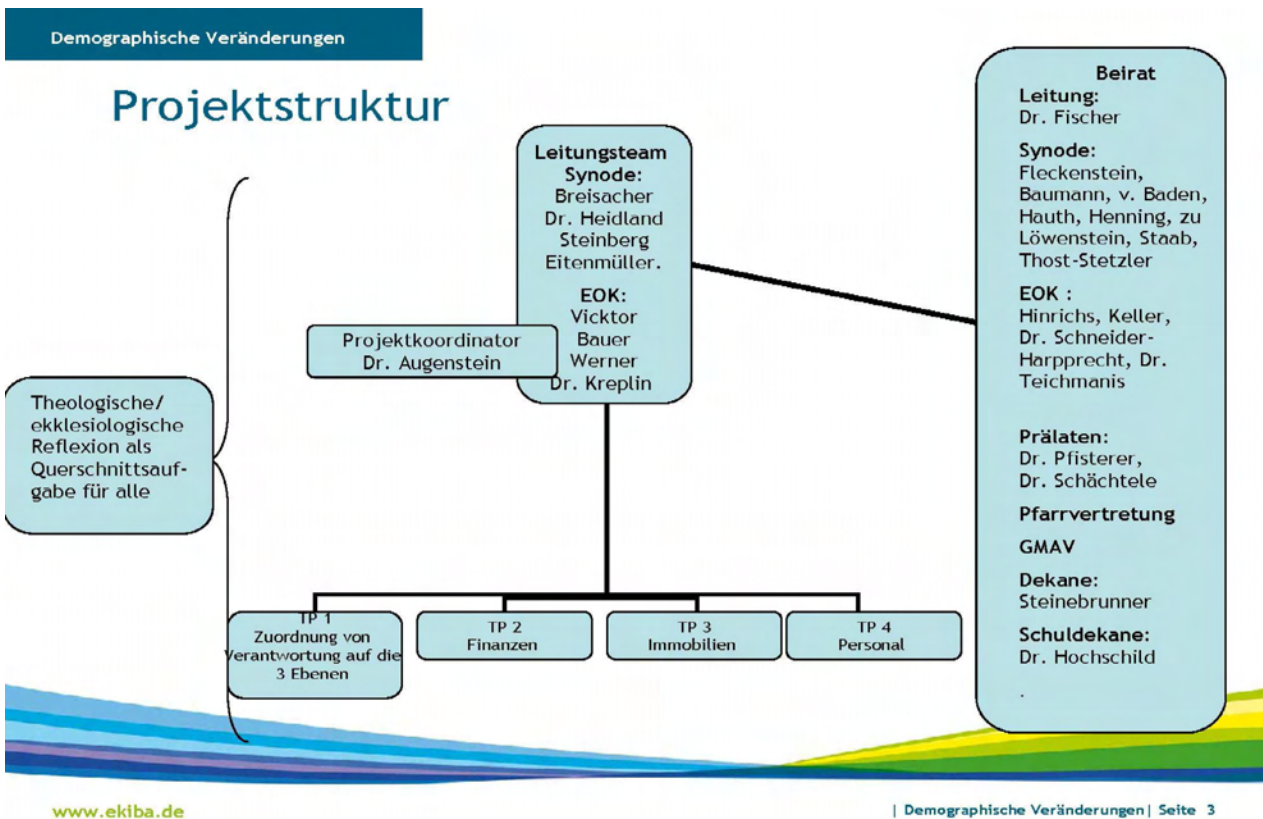 Demographische Veränderungen
Projektstruktur
Leitungsteam
Synode:
Breisacher
Dr. Heidland
Steinberg
Eitenmüller.
EOK:
Vicktor
Bauer
Werner
Dr. Kreplin
Projektkoordinator
Dr. Augenstein
Theologische/
ekklesiologische
Reflexion als
Querschnittsauf-
gabe für alle
TP 1
Zuordnung von
Verantwortung auf die
3 Ebenen
TP 2
Finanzen
TP 3
Immobilien
TP 4
Personal
Beirat
Leitung:
Dr. Fischer
Synode:
Fleckenstein,
Baumann, v. Baden,
Hauth, Henning, zu
Löwenstein, Staab,
Thost-Stetzler
EOK :
Hinrichs, Keller,
Dr. Schneider-
Harpprecht, Dr.
Teichmanis
Prälaten:
Dr. Pfisterer,
Dr. Schächtele
Pfarrvertretung
GMAV
Dekane:
Steinebrunner
Schuldekane:
Dr. Hochschild
.
www.ekiba.de
| Demographische Veränderungen| Seite 3